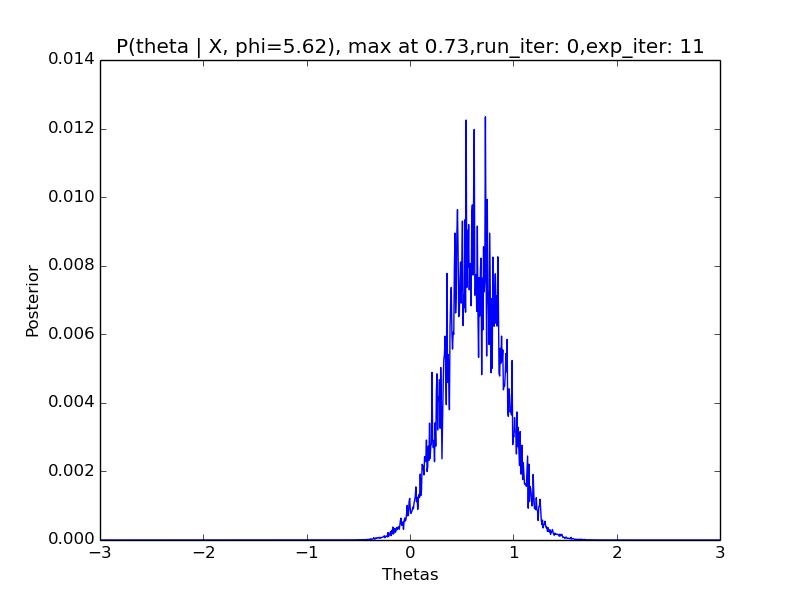 P(theta | X, phi=5.62), max at 0.73,run_iter: 0,exp_iter: 11
0.014
0.012
0.010
0.008
0.006
0.004
0.002
0.000
Posterior
−3 −2 −1 0 1 2 3
Thetas